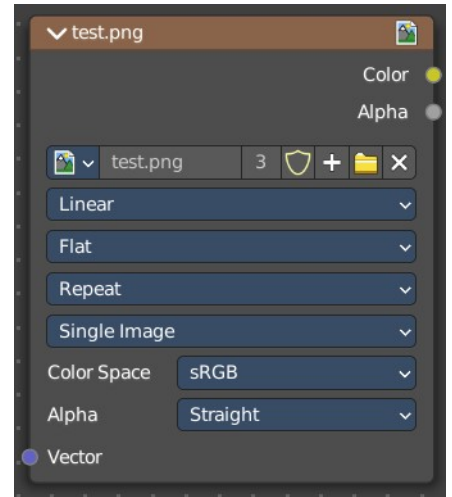 test.png
Color
Alpha
test.png 3
Linear
Flat
Repeat
Single Image
Color Space sRGB
Alpha Straight
Vector